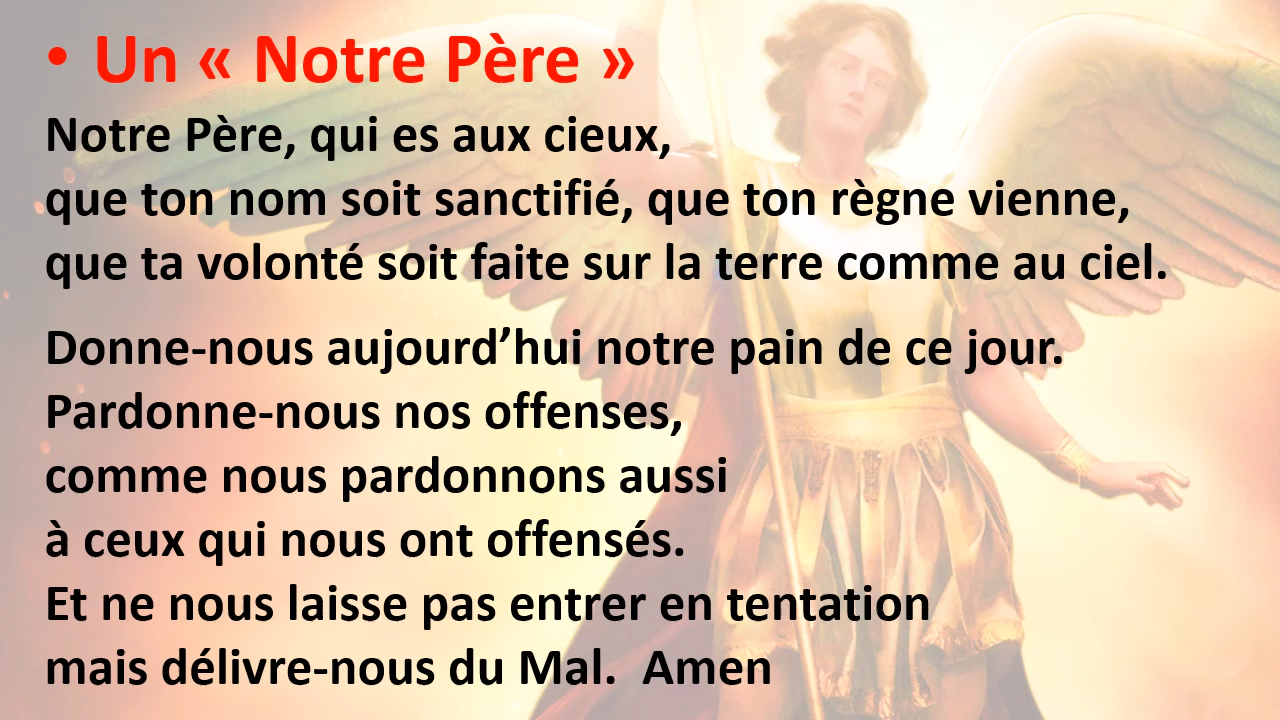 • Un « Notre Père »
Notre Père, qui es aux cieux,
que ton nom soit sanctifié, que ton règne vienne,
que ta volonté soit faite sur la terre comme au ciel.
Donne-nous aujourd’hui notre pain de ce jour.
Pardonne-nous nos offenses,
comme nous pardonnons aussi
à ceux qui nous ont offensés.
Et ne nous laisse pas entrer en tentation
mais délivre-nous du Mal.  Amen